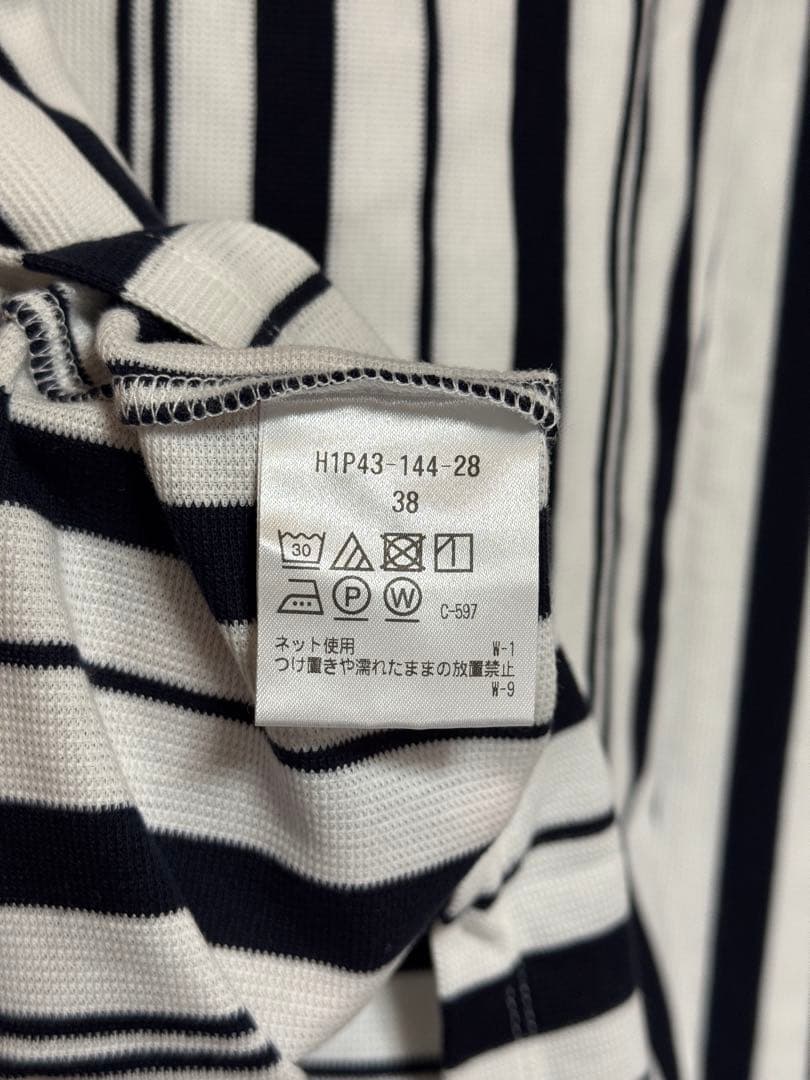 H1P43-144-28
38
30
P W C-597
ネット使用 W-1
つけ置きや濡れたままの放置禁止
W-9